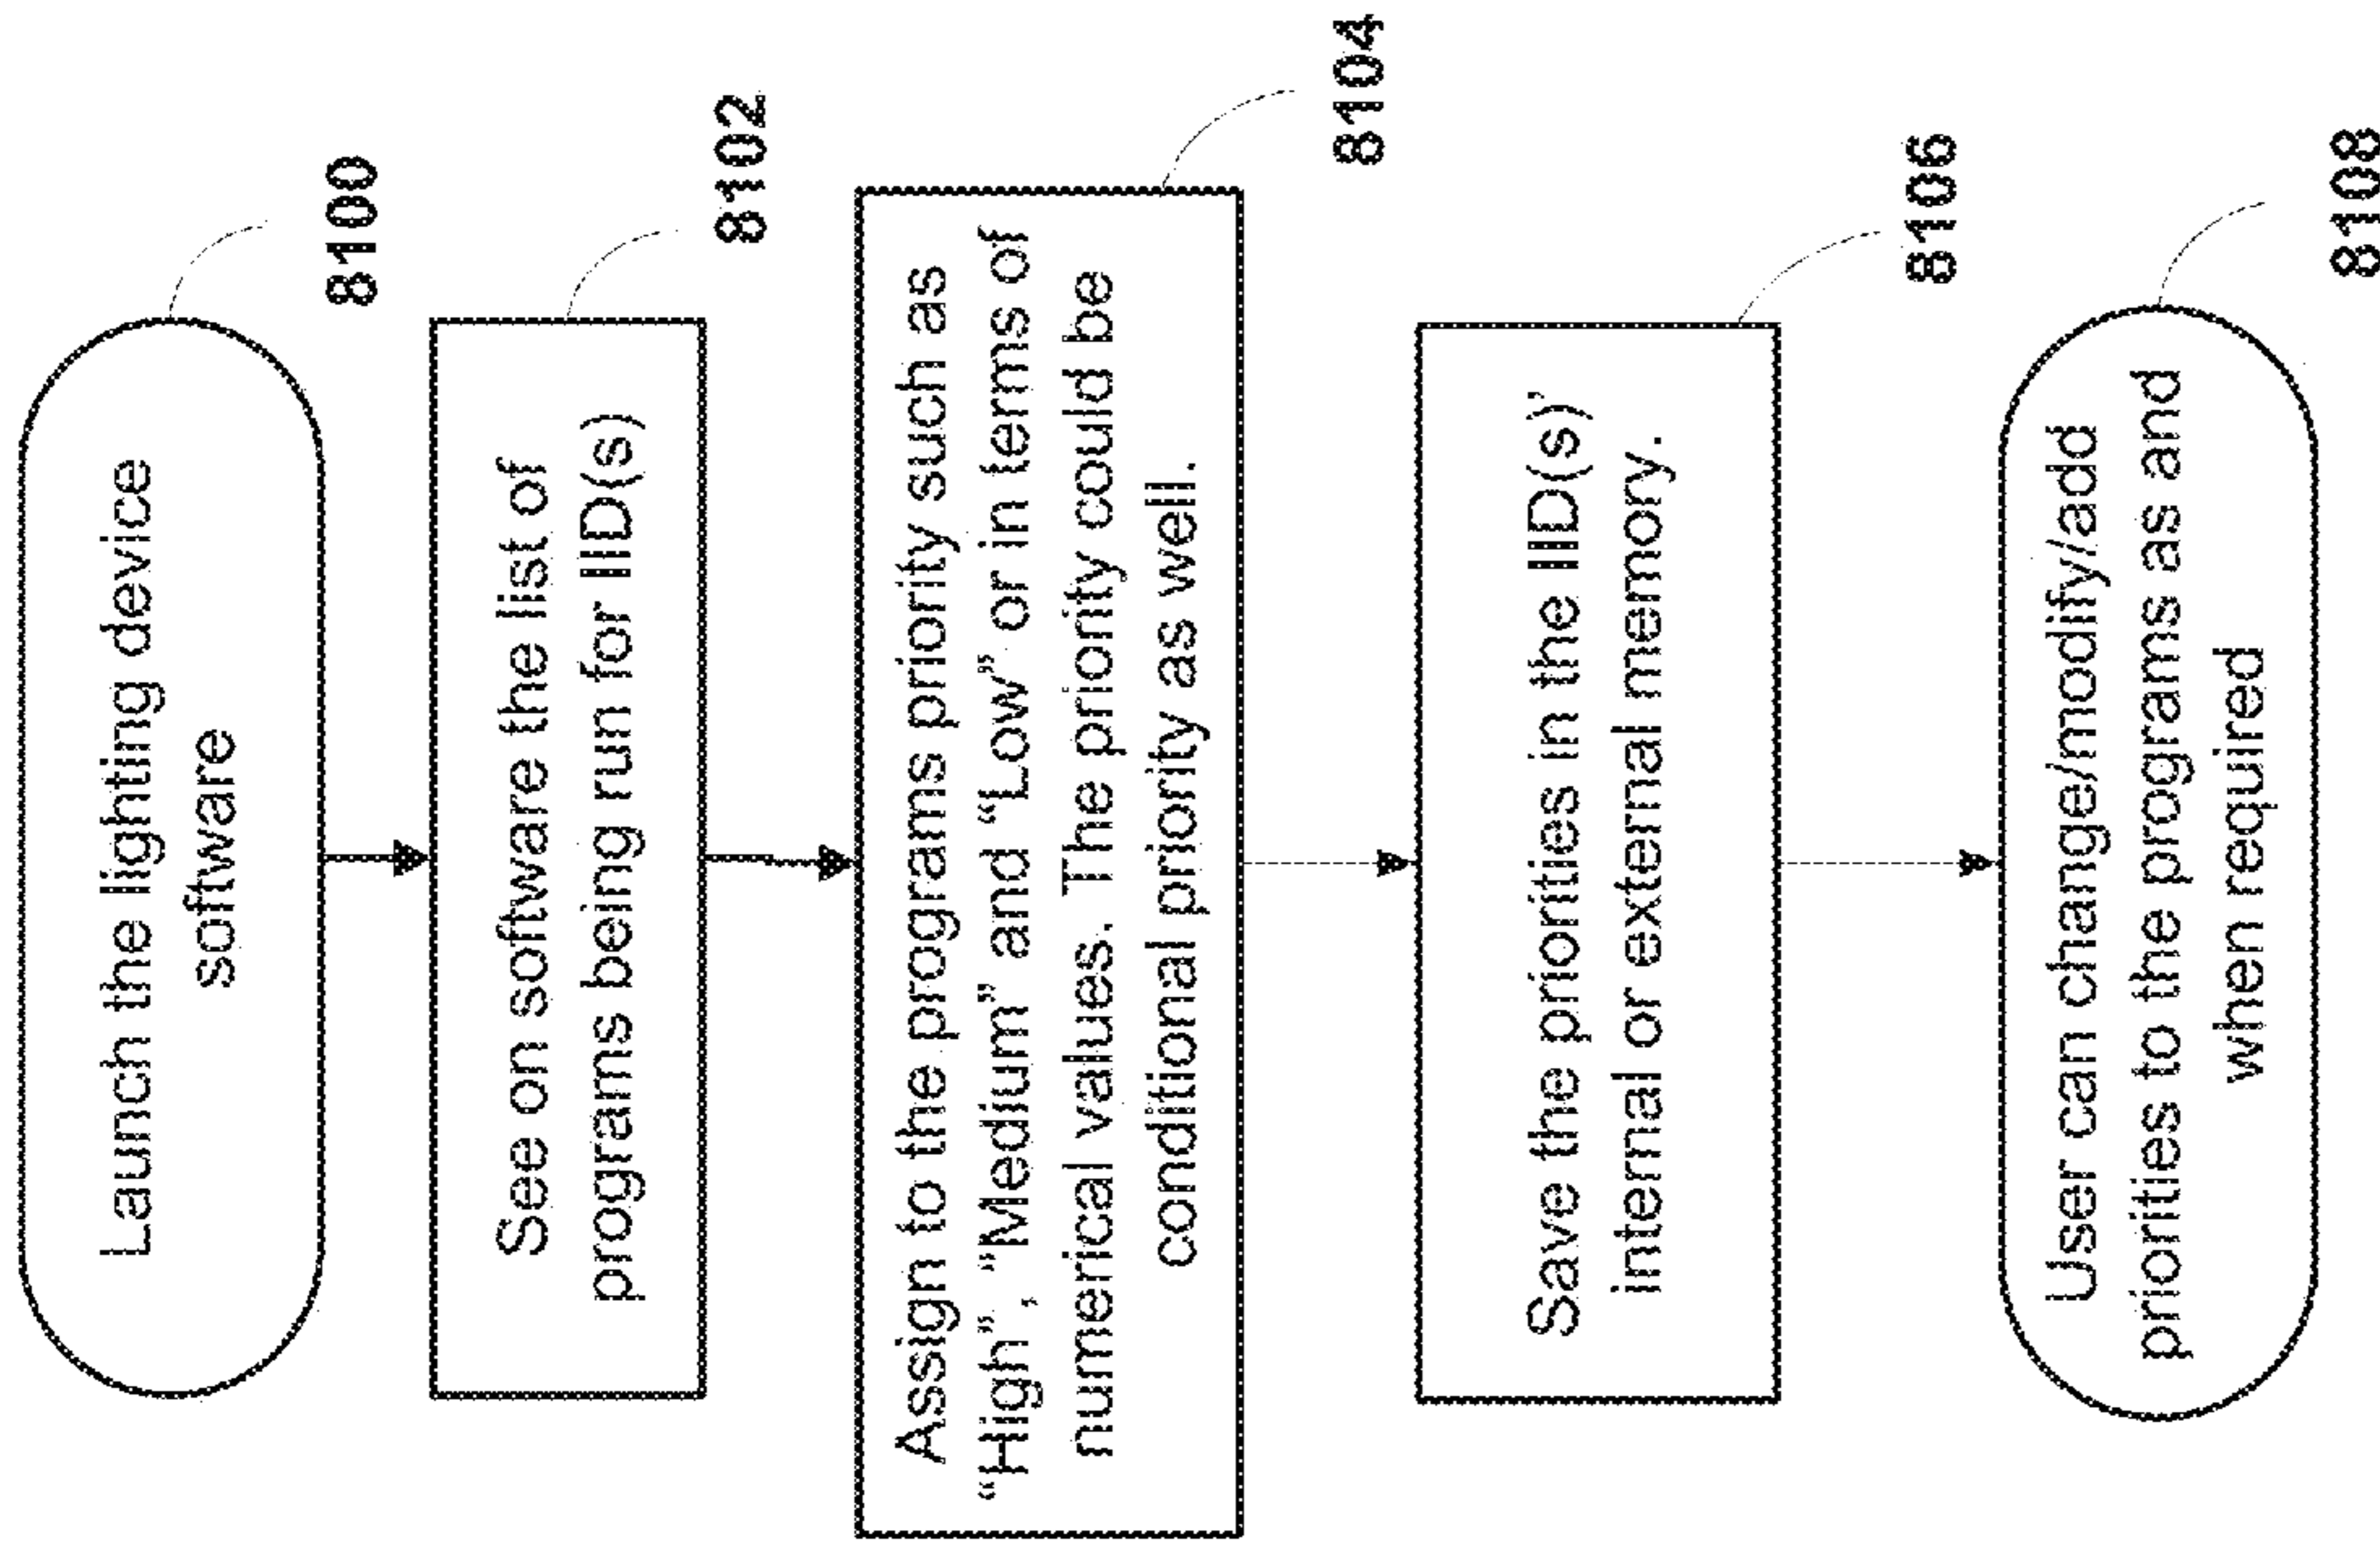 Launch the lighting device
software
8100
See on software the list of
programs being run for IID(s)
8102
Assign to the programs priority such as
“High”, “Medium” and “Low” or in terms of
numerical values. The priority could be
conditional priority as well.
8104
Save the priorities in the IID(s)’
internal or external memory.
8106
User can change/modify/add
priorities to the programs as and
when required
8108